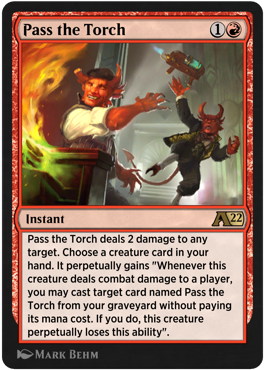 Pass the Torch 1
Instant A22
Pass the Torch deals 2 damage to any
target. Choose a creature card in your
hand. It perpetually gains "Whenever this
creature deals combat damage to a player,
you may cast target card named Pass the
Torch from your graveyard without paying
its mana cost. If you do, this creature
perpetually loses this ability".
Mark Behm